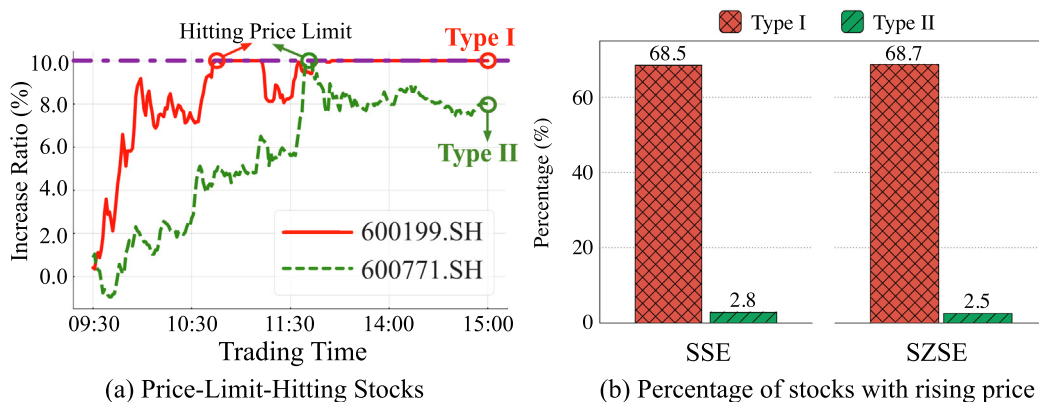 Hitting Price Limit
Type I
10.0
8.0
6.0
4.0
2.0
0.0
Increase Ratio (%)
Type II
600199.SH
600771.SH
09:30 10:30 11:30 14:00 15:00
Trading Time
(a) Price-Limit-Hitting Stocks
Type I Type II
68.5 68.7
60
40
20
0
Percentage (%)
2.8 2.5
SSE SZSE
(b) Percentage of stocks with rising price